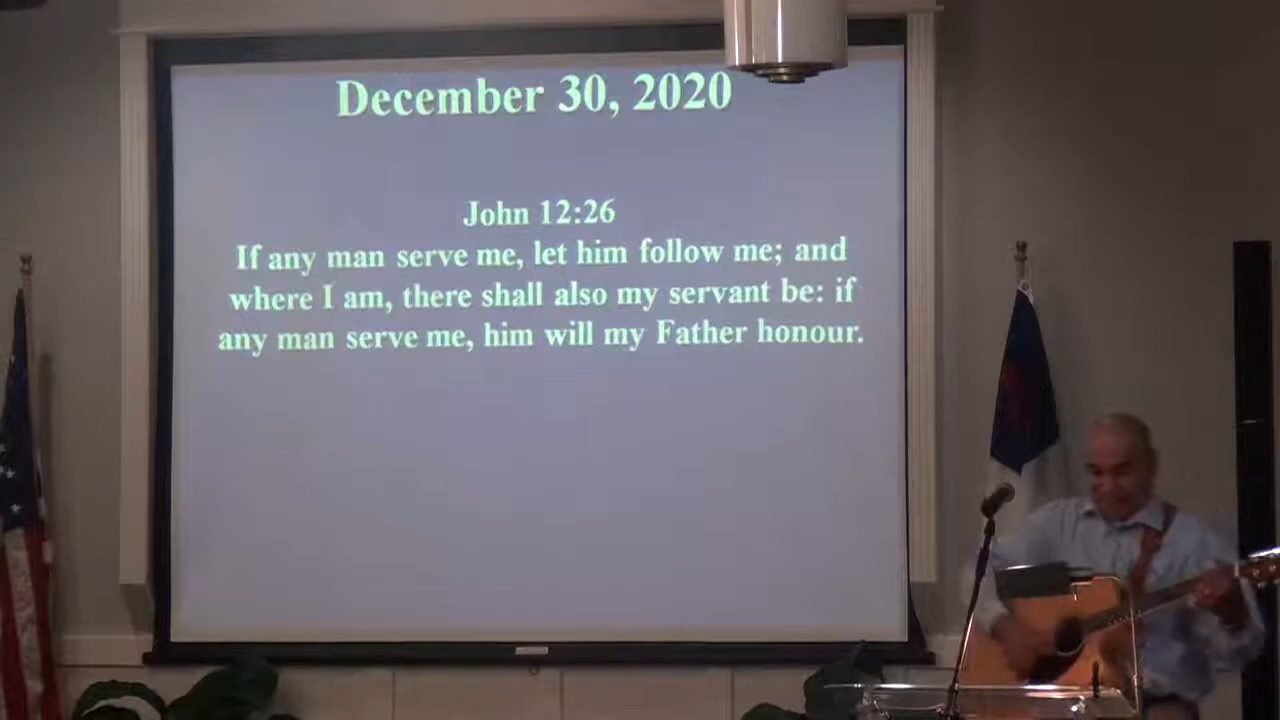 December 30, 2020
John 12:26
If any man serve me, let him follow me; and
where I am, there shall also my servant be: if
any man serve me, him will my Father honour.